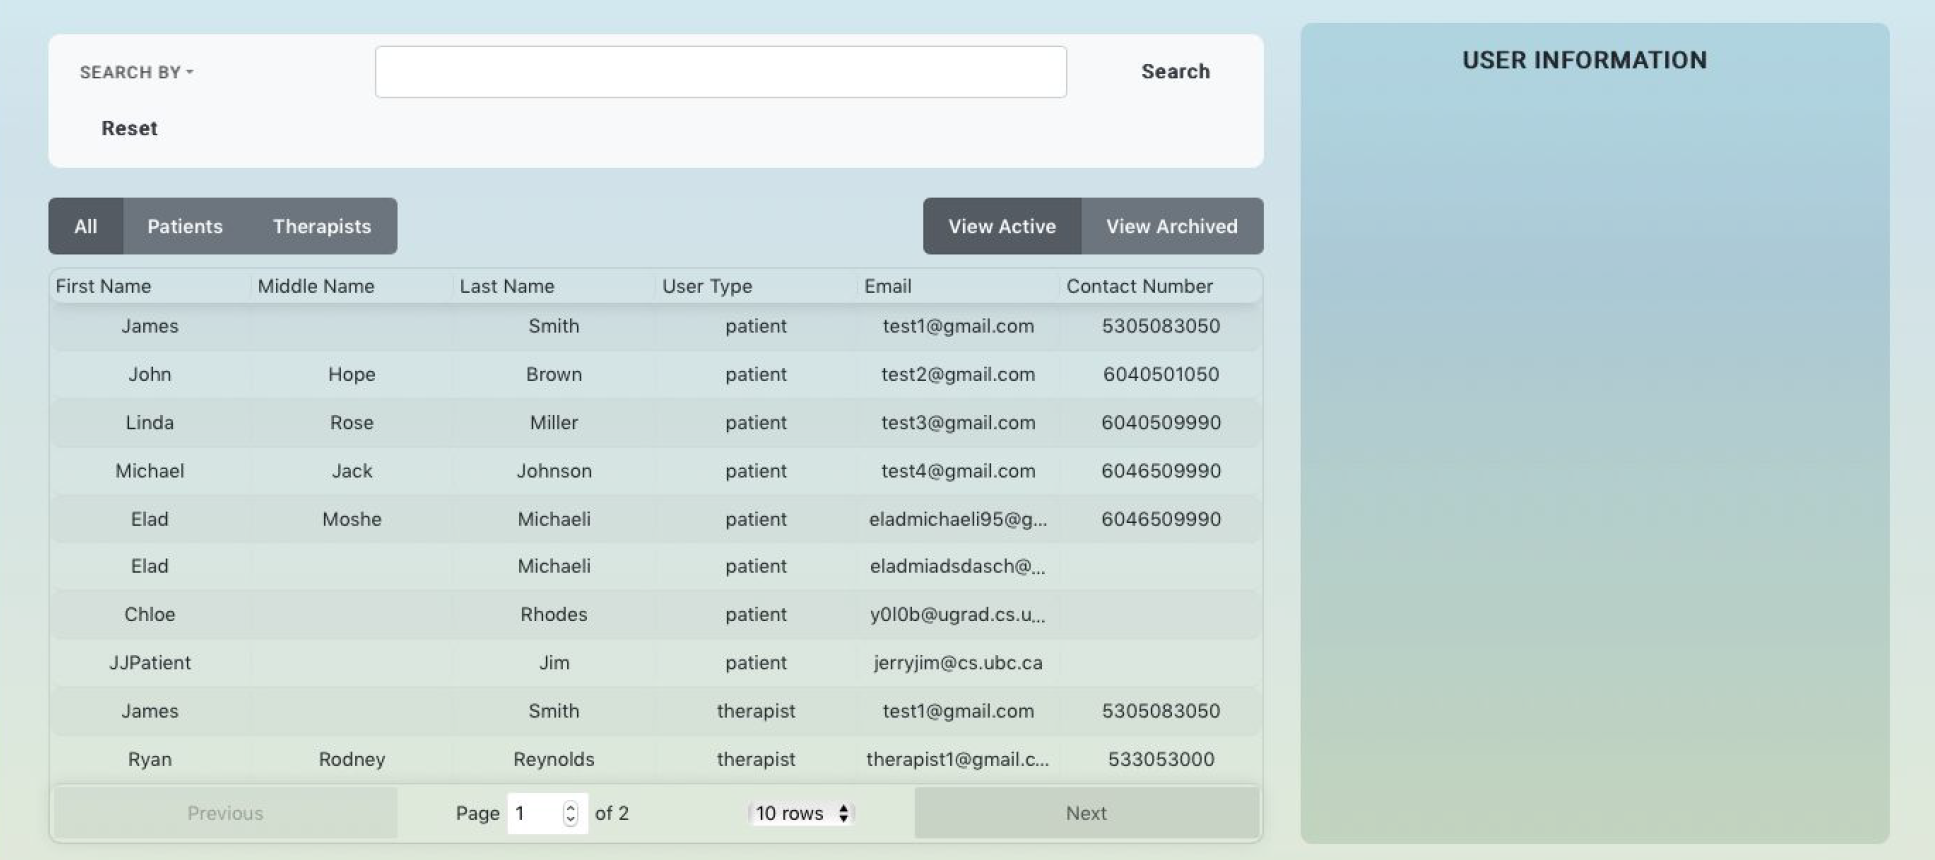 SEARCH BY
Search
USER INFORMATION
Reset
All Patients Therapists View Active View Archived
First Name Middle Name Last Name User Type Email Contact Number
James Smith patient test1@gmail.com 5305083050
John Hope Brown patient test2@gmail.com 6040501050
Linda Rose Miller patient test3@gmail.com 6040509990
Michael Jack Johnson patient test4@gmail.com 6046509990
Elad Moshe Michaeli patient eladmichaeli95@g... 6046509990
Elad Michaeli patient eladmiadsdasch@...
Chloe Rhodes patient y0l0b@ugrad.cs.u...
JJPatient Jim patient jerryjim@cs.ubc.ca
James Smith therapist test1@gmail.com 5305083050
Ryan Rodney Reynolds therapist therapist1@gmail.c... 533053000
Previous Page 1 of 2 10 rows Next